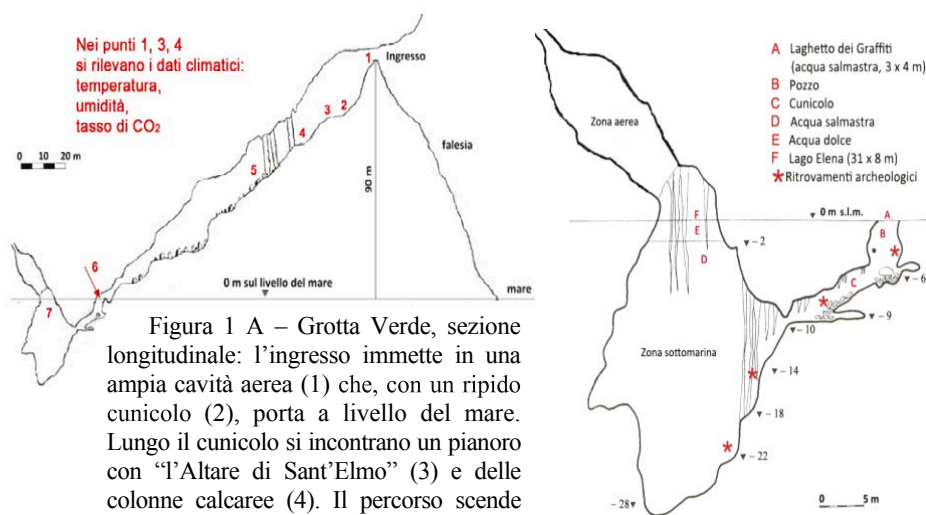 Nei punti 1, 3, 4
si rilevano i dati climatici:
temperatura,
umidità,
tasso di CO₂
0 10 20 m
1
Ingresso
2
3
4
5
falesia
90 m
6
0 m sul livello del mare
mare
7
Figura 1 A – Grotta Verde, sezione
longitudinale: l'ingresso immette in una
ampia cavità aerea (1) che, con un ripido
cunicolo (2), porta a livello del mare.
Lungo il cunicolo si incontrano un pianoro
con "l'Altare di Sant'Elmo" (3) e delle
colonne calcaree (4). Il percorso scende
A Laghetto dei Graffiti
(acqua salmastra, 3 x 4 m)
B Pozzo
C Cunicolo
D Acqua salmastra
E Acqua dolce
F Lago Elena (31 x 8 m)
* Ritrovamenti archeologici
Zona aerea
0 m s.l.m.
A
F
E
D
B
C
▼ – 2
▼ – 6
▼ – 9
▼ – 10
Zona sottomarina
▼ – 14
▼ – 18
▼ – 22
– 28 ▼
0 5 m